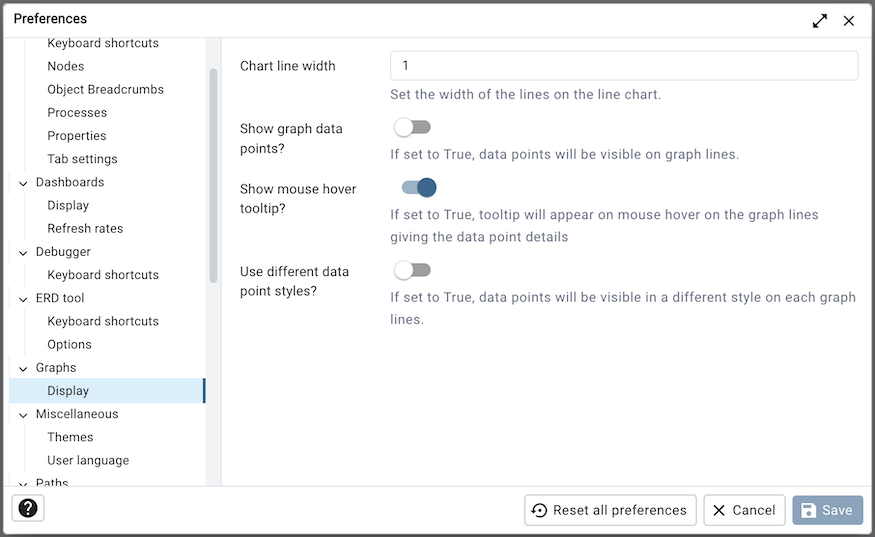 Preferences
Keyboard shortcuts
Nodes
Object Breadcrumbs
Processes
Properties
Tab settings
Dashboards
Display
Refresh rates
Debugger
Keyboard shortcuts
ERD tool
Keyboard shortcuts
Options
Graphs
Display
Miscellaneous
Themes
User language
Paths
Chart line width
1
Set the width of the lines on the line chart.
Show graph data
points?
If set to True, data points will be visible on graph lines.
Show mouse hover
tooltip?
If set to True, tooltip will appear on mouse hover on the graph lines
giving the data point details
Use different data
point styles?
If set to True, data points will be visible in a different style on each graph
lines.
?
Reset all preferences
Cancel
Save